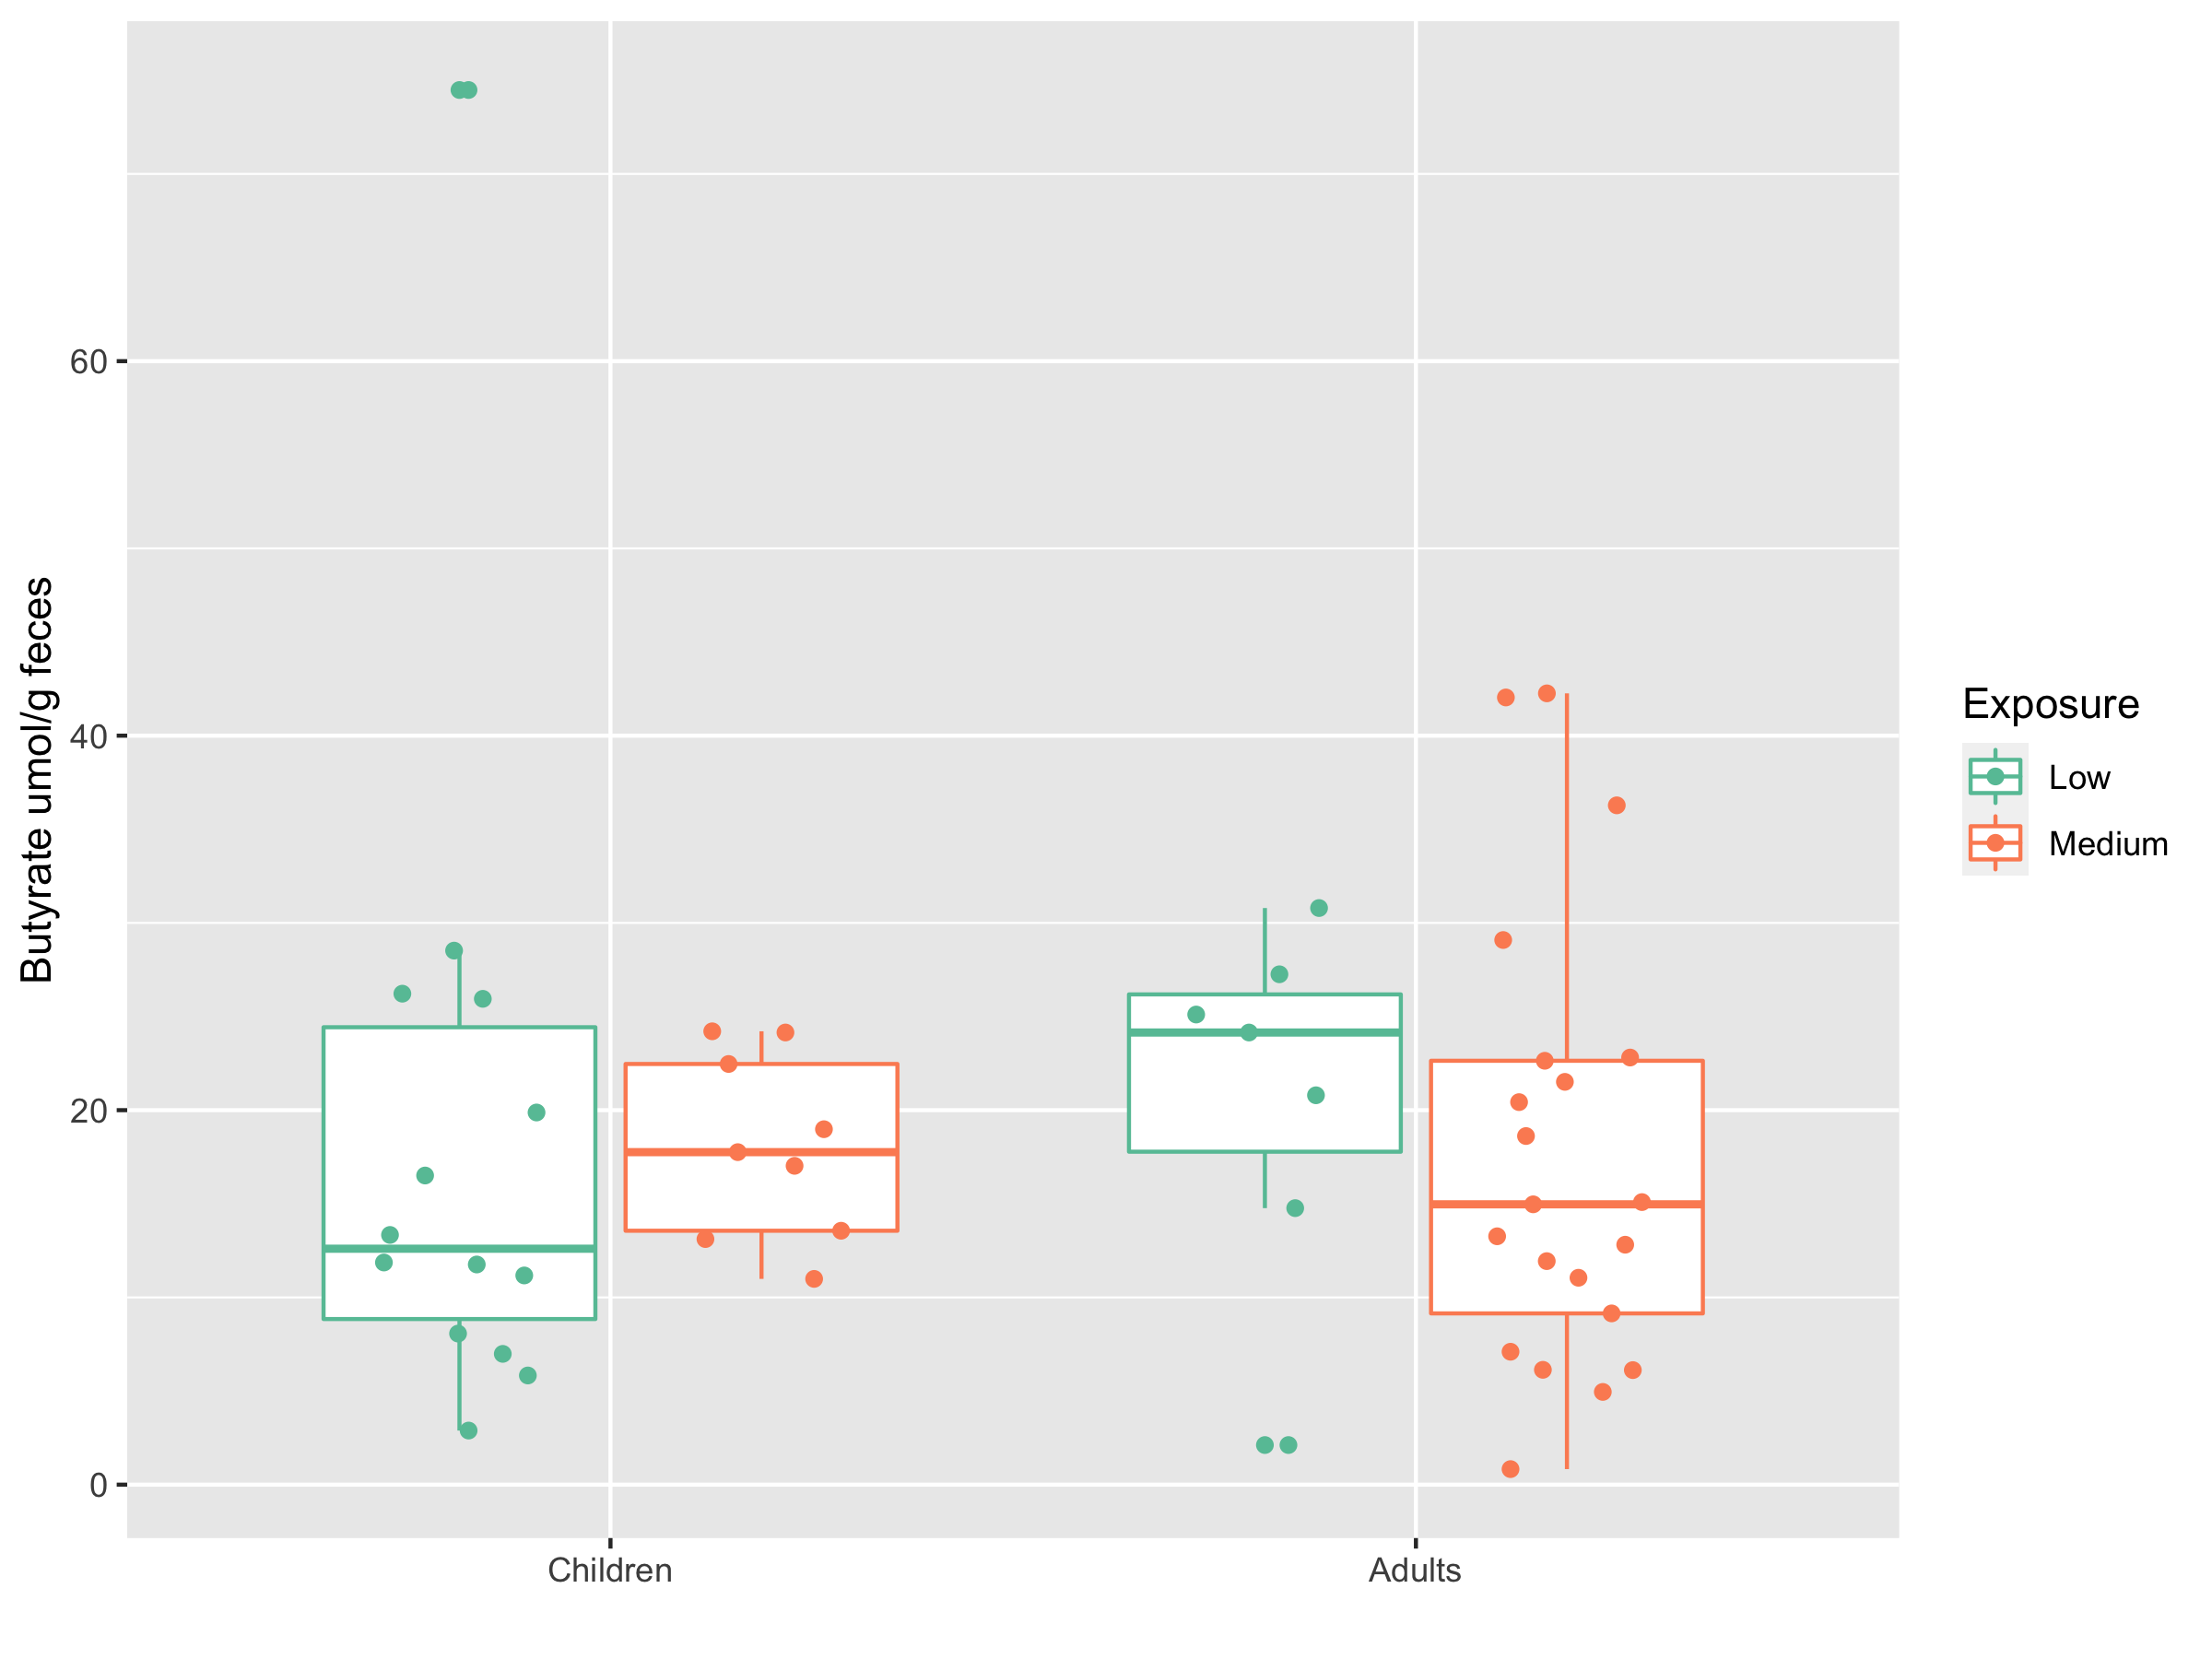 Butyrate umol/g feces
60
40
20
0
Children
Adults
Exposure
Low
Medium